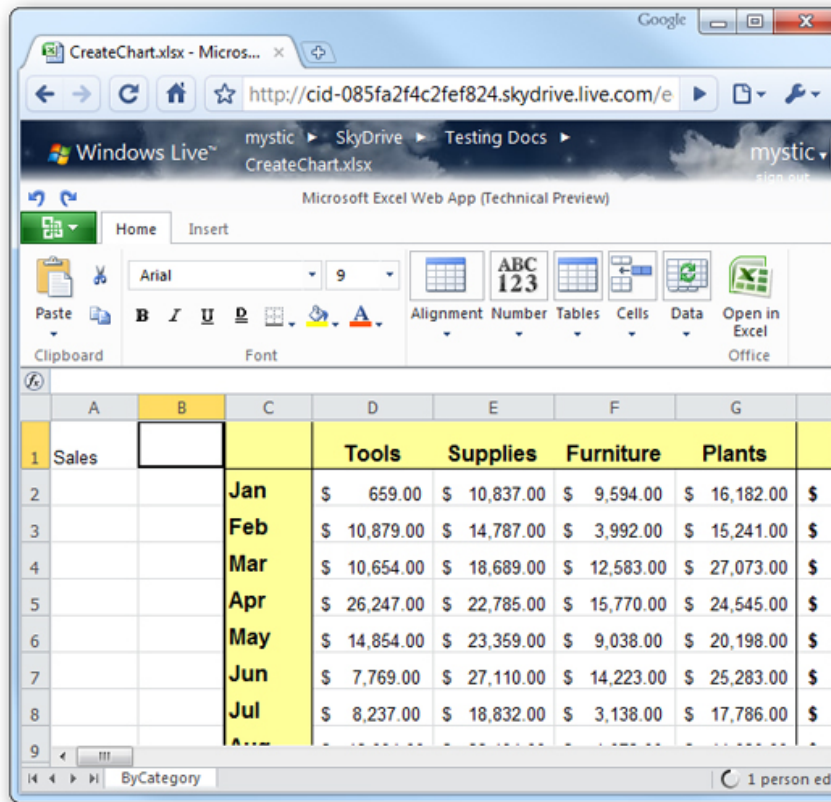 Google
CreateChart.xlsx - Micros...
http://cid-085fa2f4c2fef824.skydrive.live.com/e
Windows Live™ mystic ▸ SkyDrive ▸ Testing Docs ▸ mystic
CreateChart.xlsx sign out
Microsoft Excel Web App (Technical Preview)
Home Insert
ABC
123
Arial 9
Paste B I U D A Alignment Number Tables Cells Data Open in Excel
Clipboard Font Office
fx
A B C D E F G
1 Sales Tools Supplies Furniture Plants
2 Jan $ 659.00 $ 10,837.00 $ 9,594.00 $ 16,182.00 $
3 Feb $ 10,879.00 $ 14,787.00 $ 3,992.00 $ 15,241.00 $
4 Mar $ 10,654.00 $ 18,689.00 $ 12,583.00 $ 27,073.00 $
5 Apr $ 26,247.00 $ 22,785.00 $ 15,770.00 $ 24,545.00 $
6 May $ 14,854.00 $ 23,359.00 $ 9,038.00 $ 20,198.00 $
7 Jun $ 7,769.00 $ 27,110.00 $ 14,223.00 $ 25,283.00 $
8 Jul $ 8,237.00 $ 18,832.00 $ 3,138.00 $ 17,786.00 $
9
ByCategory 1 person ed